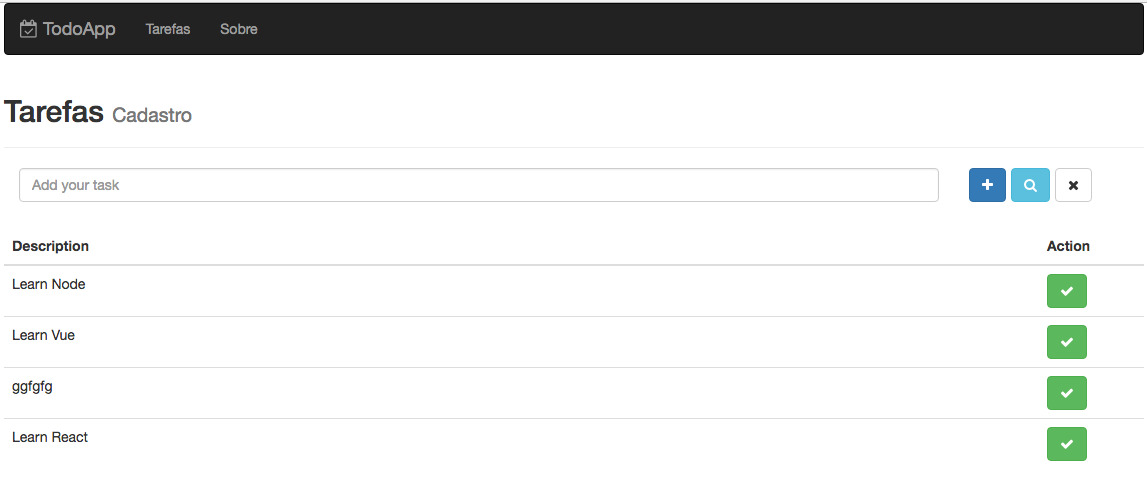 TodoApp Tarefas Sobre
Tarefas Cadastro
Add your task
Description Action
Learn Node
Learn Vue
ggfgfg
Learn React